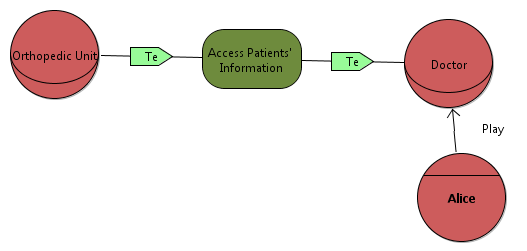 Orthopedic Unit
Te
Access Patients'
Information
Te
Doctor
Play
Alice